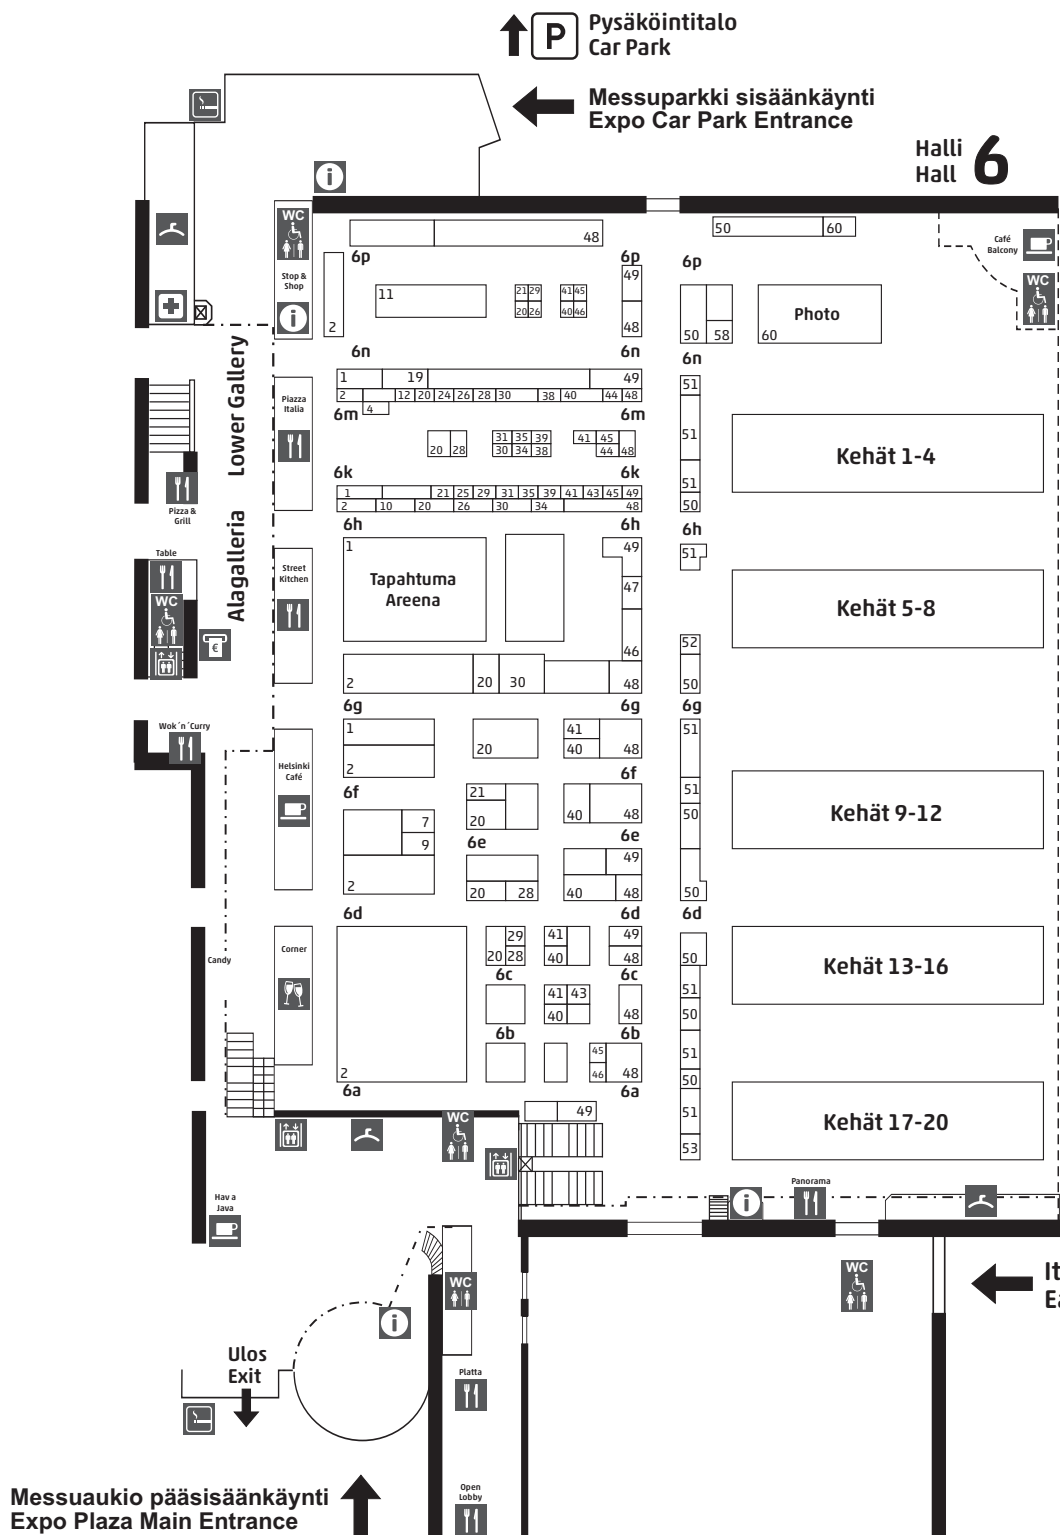 P
Pysäköintitalo
Car Park
Messuparkki sisäänkäynti
Expo Car Park Entrance
Halli
Hall
6
i
WC
48
50
60
Café
Balcony
6p
6p
6p
Stop &
Shop
49
WC
21 29 41 45
11
20 26 40 46
i
2
48
50 58
60
Photo
6n
6n
6n
Lower Gallery
1 19 49
51
Piazza
Italia
2 12 20 24 26 28 30 38 40 44 48
6m
4
6m
31 35 39 41 45
51
20 28 30 34 38 44 48
Kehät 1-4
6k
6k
51
1 21 25 29 31 35 39 41 43 45 49
2 10 20 26 30 34 48
50
Pizza &
Grill
6h
6h
6h
Alagalleria
1
49
51
Table
Street
Kitchen
Tapahtuma
Areena
47
Kehät 5-8
WC
€
46
52
2 20 30 48
50
6g
6g
6g
Wok ´n´Curry
1
41
51
20 40 48
2
Helsinki
Café
6f
6f
21
51
7
20 40 48
50
Kehät 9-12
9
6e
6e
49
2
20 28 40 48
50
6d
6d
6d
Corner
29 41 49
Candy
20 28 40 48
50
Kehät 13-16
6c
6c
41 43
51
40 48
50
6b
6b
45
51
2
46 48
50
6a
6a
49
51
WC
Kehät 17-20
53
Hav a
Java
Panorama
i
WC
It
Ea
WC
i
Ulos
Exit
Platta
Messuaukio pääsisäänkäynti
Expo Plaza Main Entrance
Open
Lobby